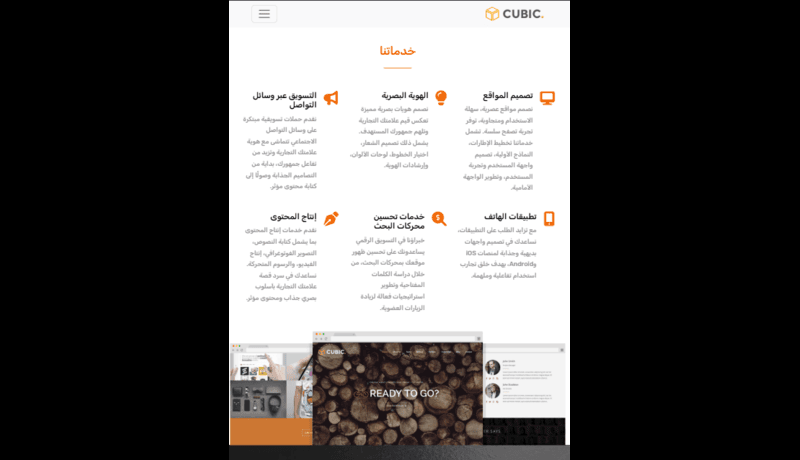 CUBIC.
خدماتنا
تصميم المواقع
نصمم مواقع عصرية، سهلة
الاستخدام ومتجاوبة، توفر
تجربة تصفح سلسة. تشمل
خدماتنا تخطيط الإطارات،
النماذج الأولية، تصميم
واجهة المستخدم وتجربة
المستخدم، وتطوير الواجهة
الأمامية.
الهوية البصرية
نصمم هويات بصرية مميزة
تعكس قيم علامتك التجارية
وتلهم جمهورك المستهدف.
يشمل ذلك تصميم الشعار،
اختيار الخطوط، لوحات الألوان،
وإرشادات الهوية.
التسويق عبر وسائل
التواصل
نقدم حملات تسويقية مبتكرة
على وسائل التواصل
الاجتماعي تتماشى مع هوية
علامتك التجارية وتزيد من
تفاعل جمهورك، بداية من
التصاميم الجذابة وصولًا إلى
كتابة محتوى مؤثر.
تطبيقات الهاتف
مع تزايد الطلب على التطبيقات،
نساعدك في تصميم واجهات
بديهية وجذابة لمنصات iOS
وAndroid، بهدف خلق تجارب
استخدام تفاعلية وملهمة.
خدمات تحسين
محركات البحث
خبراؤنا في التسويق الرقمي
يساعدونك على تحسين ظهور
موقعك بمحركات البحث، من
خلال دراسة الكلمات
المفتاحية وتطوير
استراتيجيات فعالة لزيادة
الزيارات العضوية.
إنتاج المحتوى
نقدم خدمات إنتاج المحتوى
بما يشمل كتابة النصوص،
التصوير الفوتوغرافي، إنتاج
الفيديو، والرسوم المتحركة.
نساعدك في سرد قصة
علامتك التجارية بأسلوب
بصري جذاب ومحتوى مؤثر.
CUBIC.
READY TO GO?